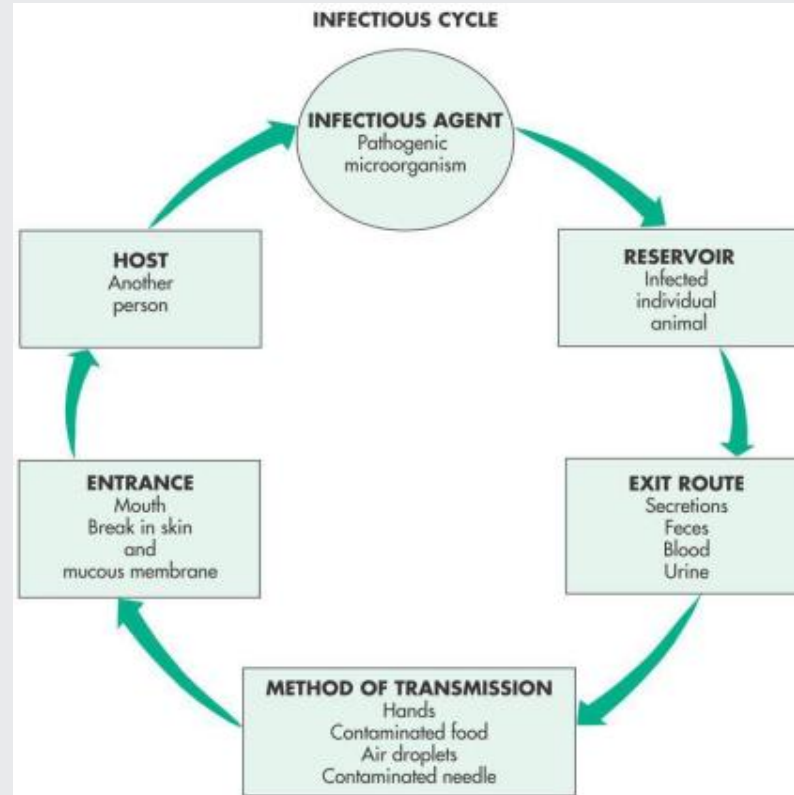 INFECTIOUS CYCLE
INFECTIOUS AGENT
Pathogenic
microorganism
RESERVOIR
Infected
individual
animal
EXIT ROUTE
Secretions
Feces
Blood
Urine
METHOD OF TRANSMISSION
Hands
Contaminated food
Air droplets
Contaminated needle
ENTRANCE
Mouth
Break in skin
and
mucous membrane
HOST
Another
person